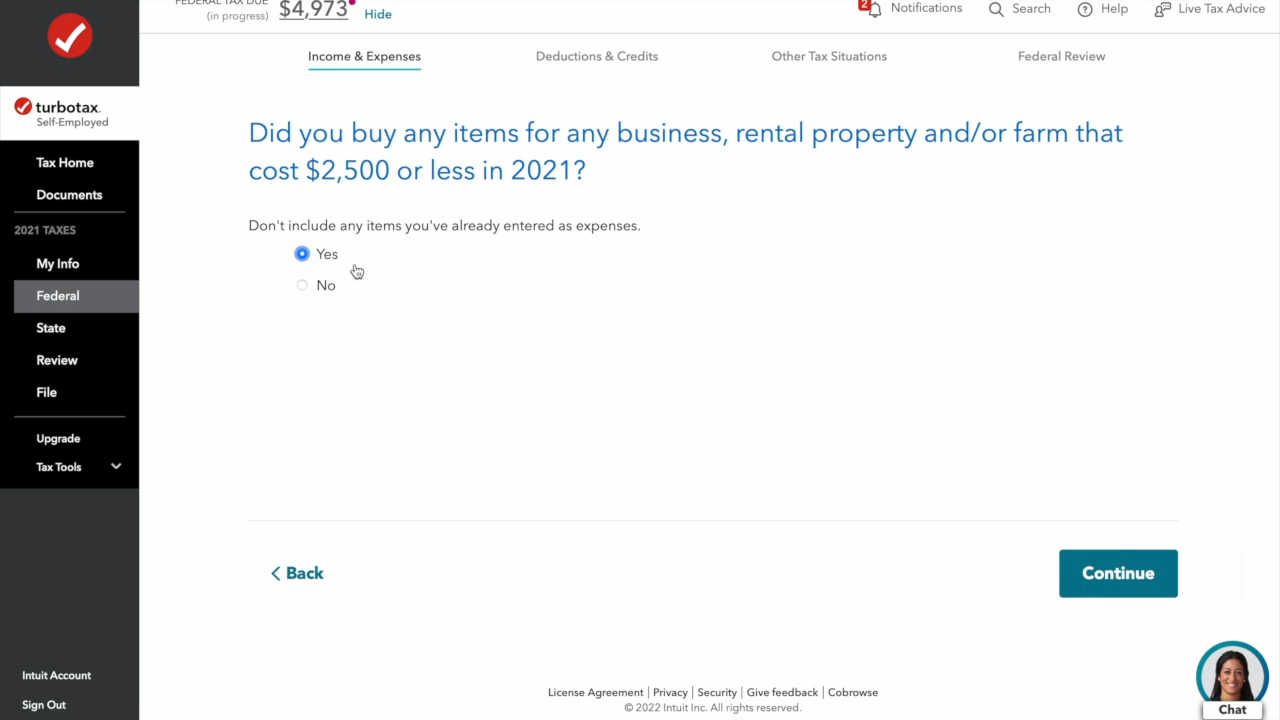 FEDERAL TAX DUE
(in progress)
$4,973
Hide
2
Notifications
Search
Help
Live Tax Advice
Income & Expenses
Deductions & Credits
Other Tax Situations
Federal Review
turbotax.
Self-Employed
Tax Home
Documents
2021 TAXES
My Info
Federal
State
Review
File
Upgrade
Tax Tools
Intuit Account
Sign Out
Did you buy any items for any business, rental property and/or farm that
cost $2,500 or less in 2021?
Don't include any items you've already entered as expenses.
Yes
No
Back
Continue
License Agreement | Privacy | Security | Give feedback | Cobrowse
© 2022 Intuit Inc. All rights reserved.
Chat